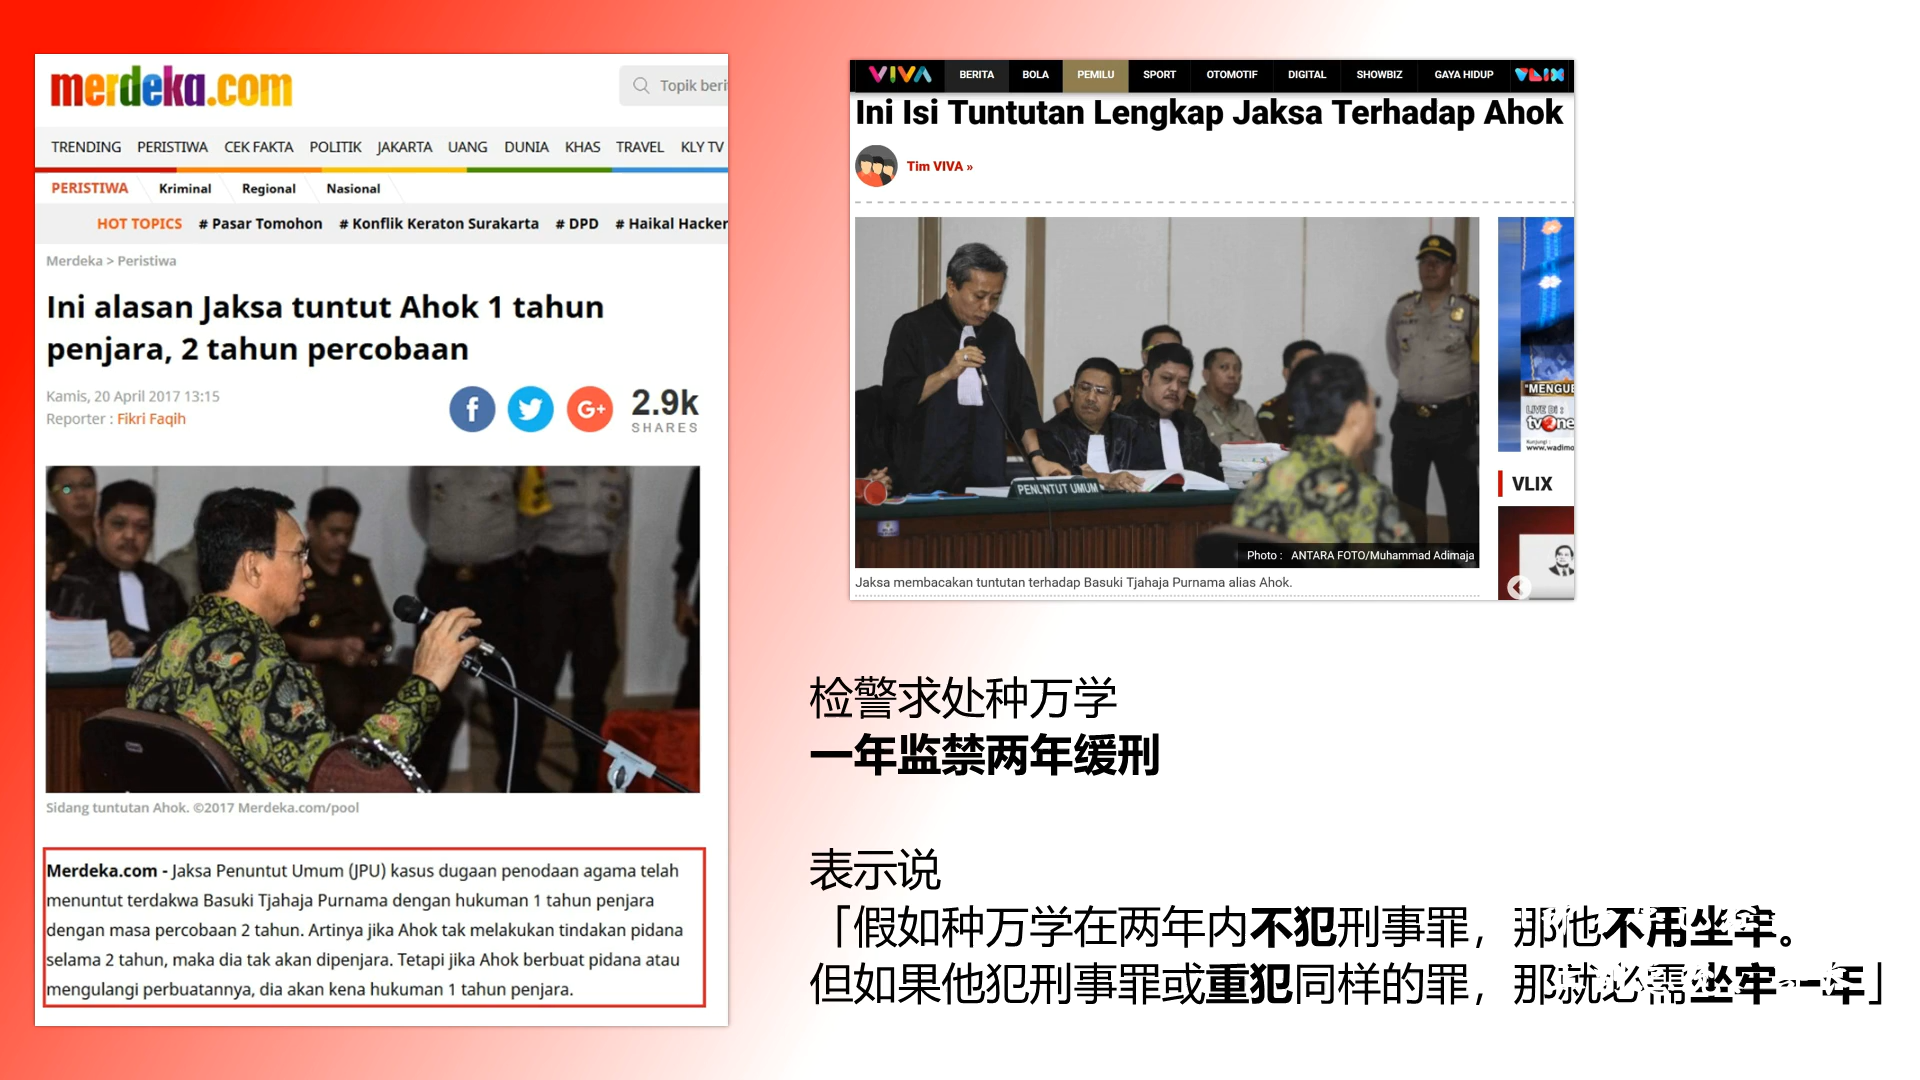 merdeka.com
Topik beri
TRENDING PERISTIWA CEK FAKTA POLITIK JAKARTA UANG DUNIA KHAS TRAVEL KLY TV
PERISTIWA Kriminal Regional Nasional
HOT TOPICS # Pasar Tomohon # Konflik Keraton Surakarta # DPD # Haikal Hacker
Merdeka > Peristiwa
Ini alasan Jaksa tuntut Ahok 1 tahun
penjara, 2 tahun percobaan
Kamis, 20 April 2017 13:15
Reporter : Fikri Faqih
f G+ 2.9k
SHARES
Sidang tuntutan Ahok. ©2017 Merdeka.com/pool
Merdeka.com - Jaksa Penuntut Umum (JPU) kasus dugaan penodaan agama telah
menuntut terdakwa Basuki Tjahaja Purnama dengan hukuman 1 tahun penjara
dengan masa percobaan 2 tahun. Artinya jika Ahok tak melakukan tindakan pidana
selama 2 tahun, maka dia tak akan dipenjara. Tetapi jika Ahok berbuat pidana atau
mengulangi perbuatannya, dia akan kena hukuman 1 tahun penjara.
VIVA BERITA BOLA PEMILU SPORT OTOMOTIF DIGITAL SHOWBIZ GAYA HIDUP VLIX
Ini Isi Tuntutan Lengkap Jaksa Terhadap Ahok
Tim VIVA »
PENUNTUT UMUM
"MENGUE
LIVE Di :
tvOne
Kunjungi :
www.wadimo
VLIX
Photo : ANTARA FOTO/Muhammad Adimaja
Jaksa membacakan tuntutan terhadap Basuki Tjahaja Purnama alias Ahok.
检警求处种万学
一年监禁两年缓刑
表示说
「假如种万学在两年内不犯刑事罪，那他不用坐牢。
但如果他犯刑事罪或重犯同样的罪，那就必需坐牢一年」